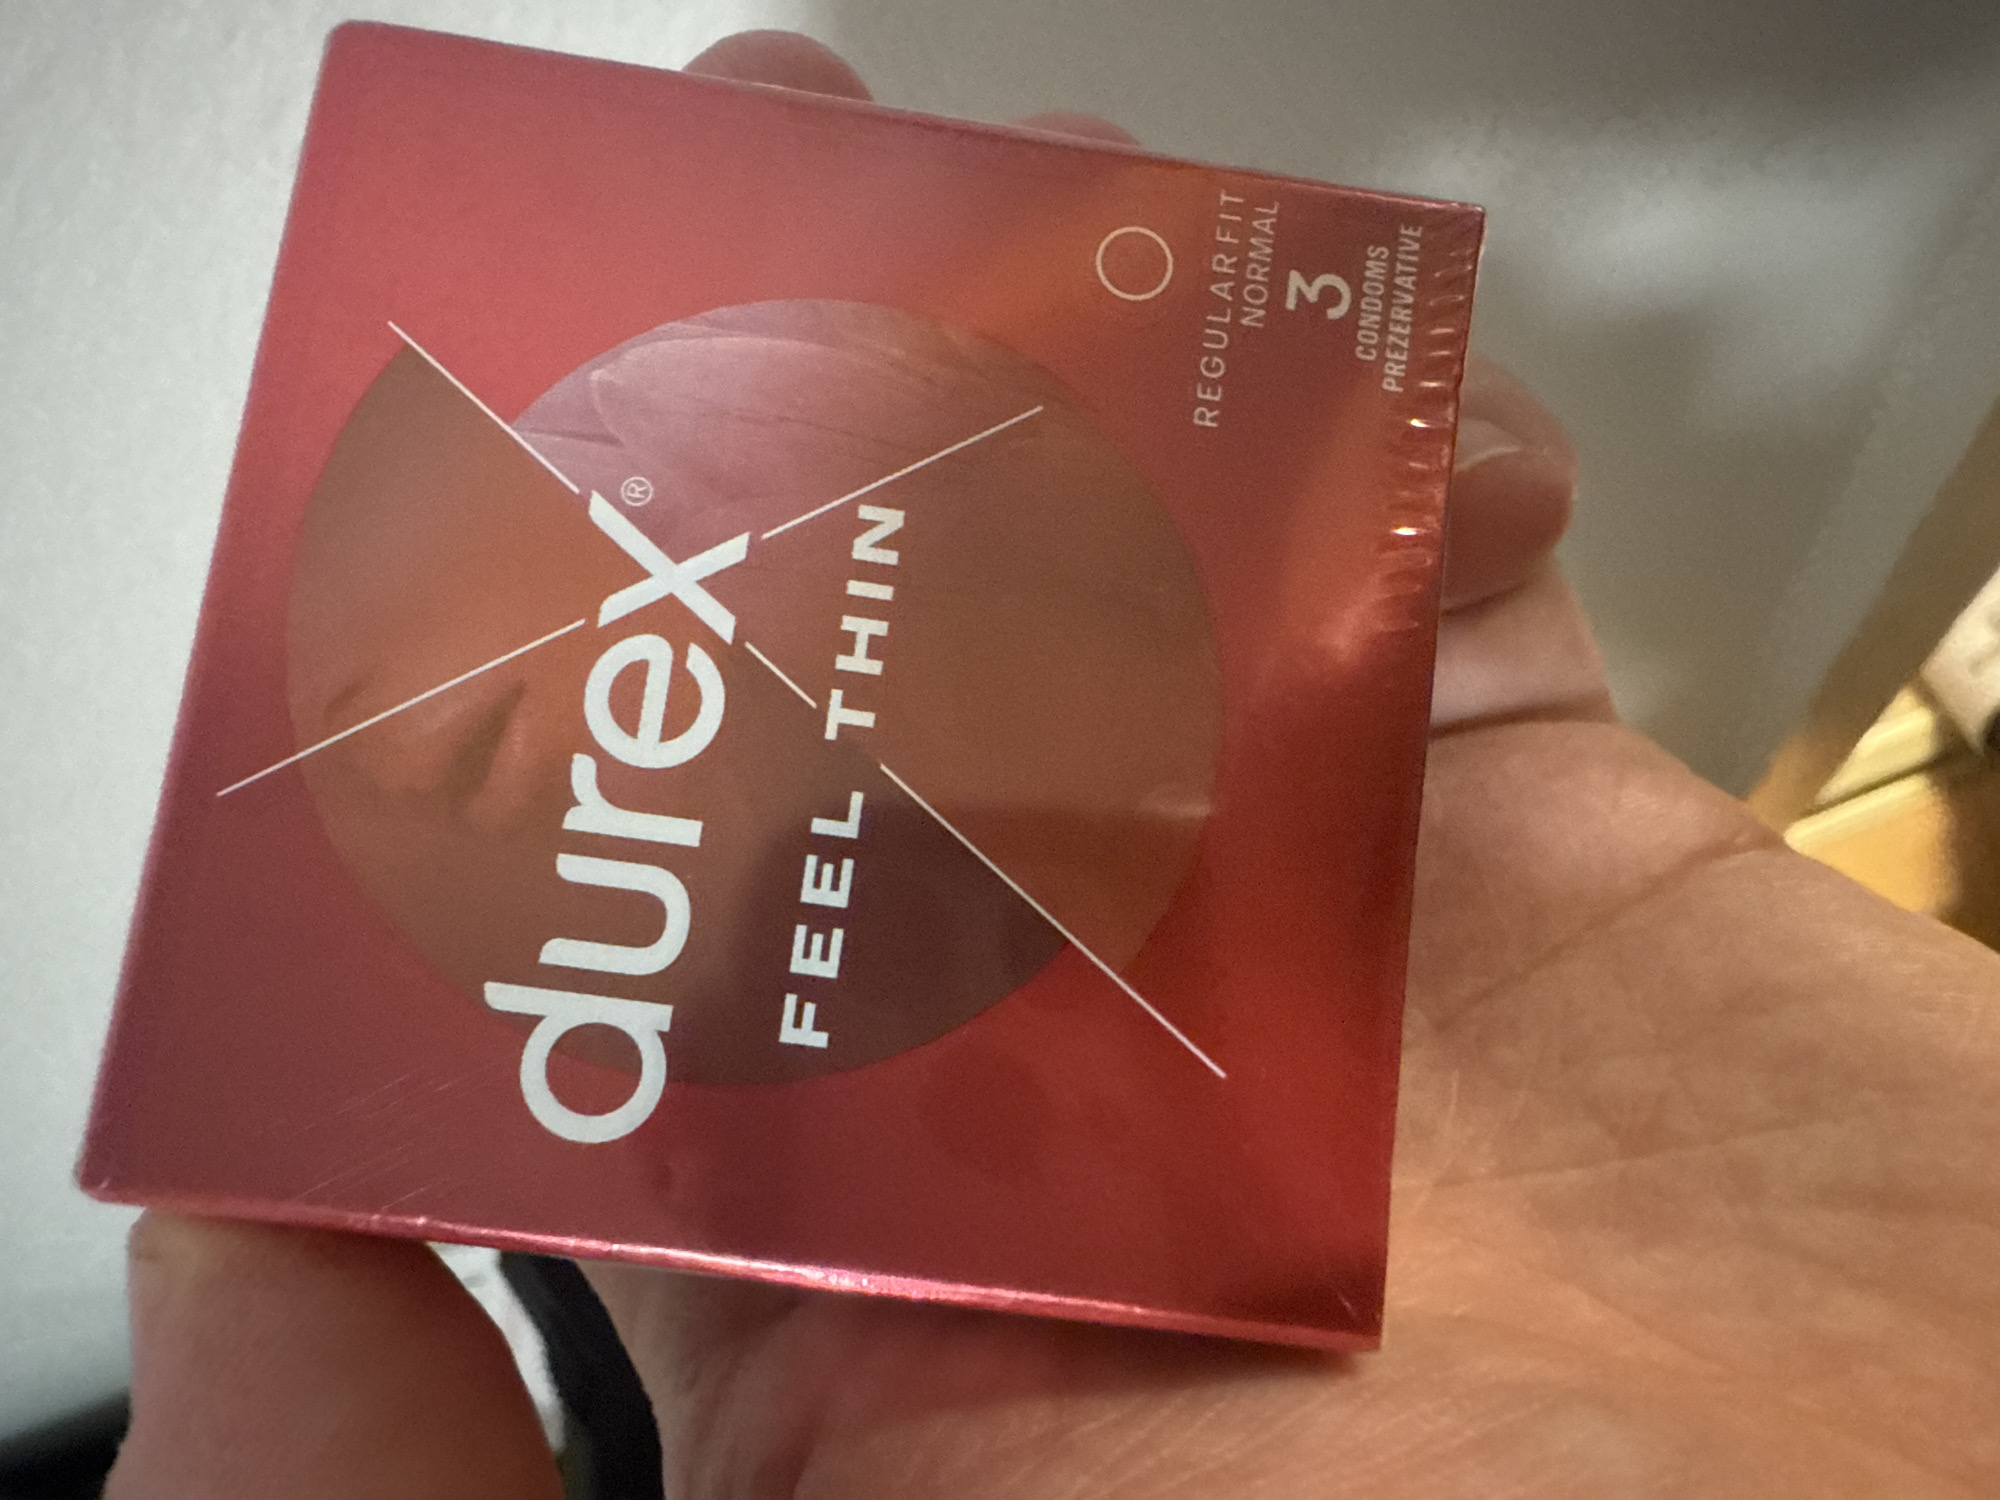 durex®
FEEL THIN
REGULAR FIT
NORMAL
3
CONDOMS
PREZERVATIVE